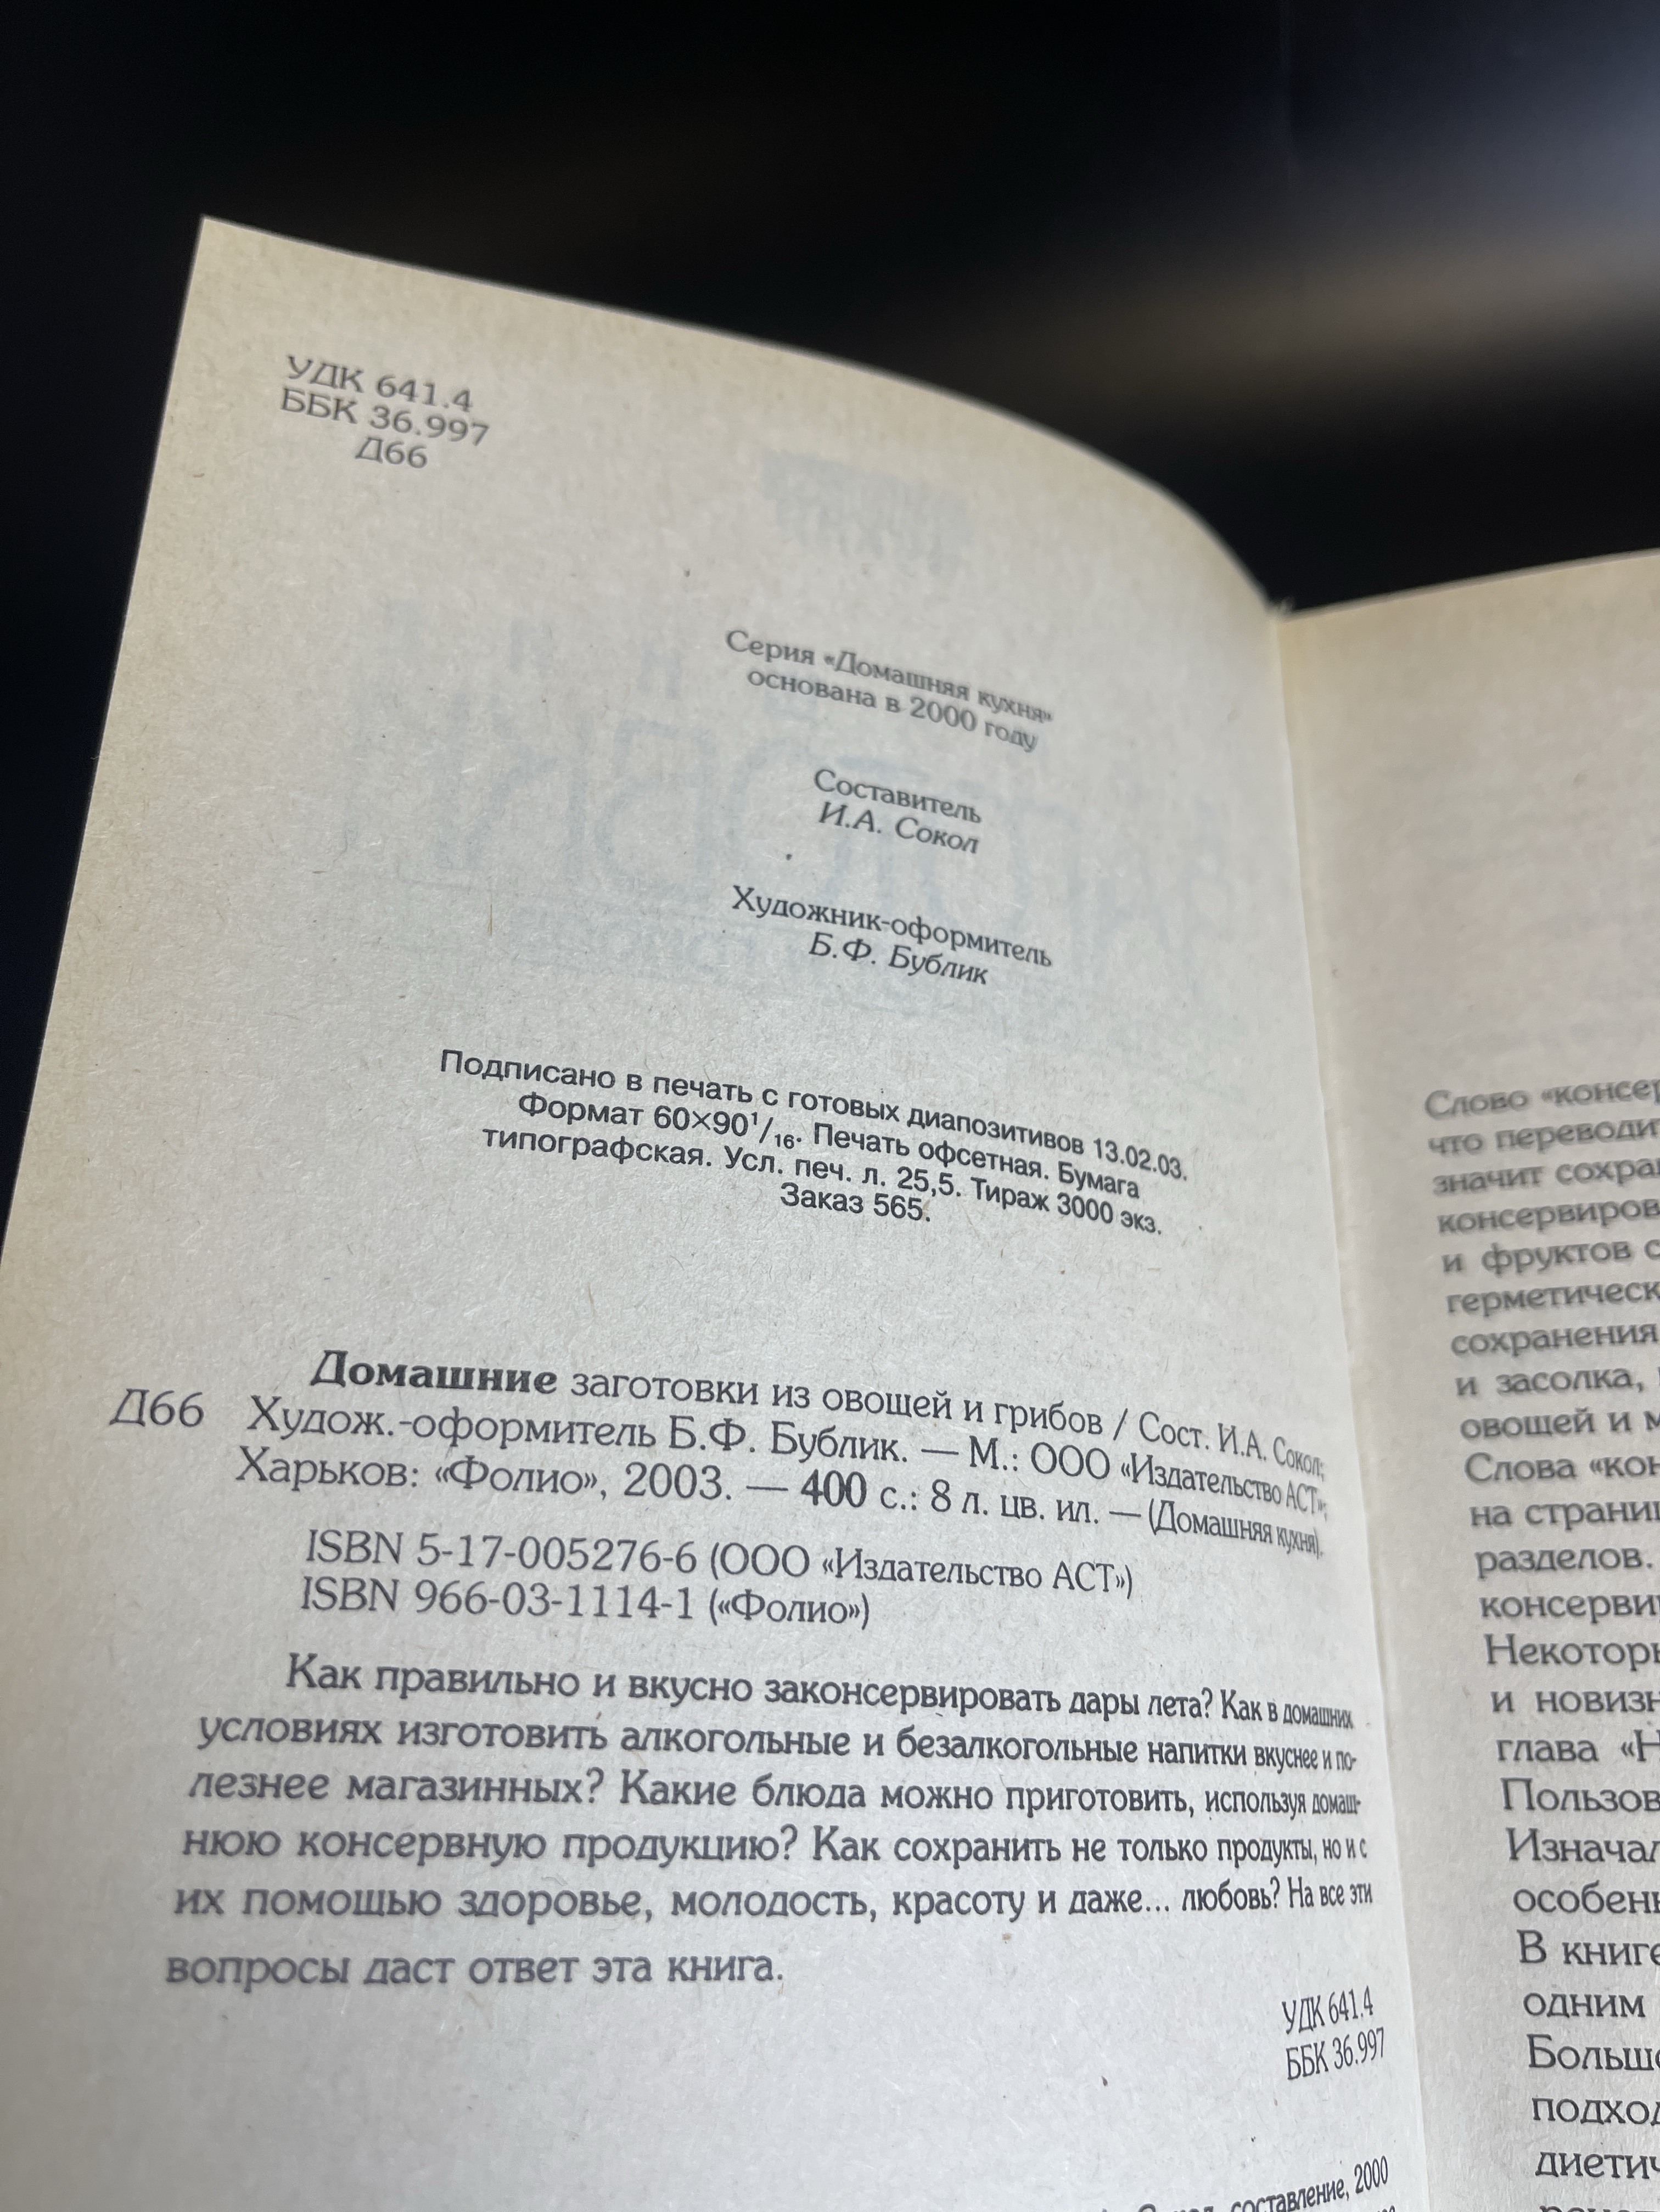 УДК 641.4
ББК 36.997
Д66
Серия «Домашняя кухня»
основана в 2000 году
Составитель
И.А. Сокол
Художник-оформитель
Б.Ф. Бублик
Подписано в печать с готовых диапозитивов 13.02.03.
Формат 60×90¹/₁₆. Печать офсетная. Бумага
типографская. Усл. печ. л. 25,5. Тираж 3000 экз.
Заказ 565.
Домашние заготовки из овощей и грибов / Сост. И.А. Сокол;
Д66 Худож.-оформитель Б.Ф. Бублик. — М.: ООО «Издательство АСТ»;
Харьков: «Фолио», 2003. — 400 с.: 8 л. цв. ил. — (Домашняя кухня).
ISBN 5-17-005276-6 (ООО «Издательство АСТ»)
ISBN 966-03-1114-1 («Фолио»)
Как правильно и вкусно законсервировать дары лета? Как в домашних
условиях изготовить алкогольные и безалкогольные напитки вкуснее и по-
лезнее магазинных? Какие блюда можно приготовить, используя домаш-
нюю консервную продукцию? Как сохранить не только продукты, но и с
их помощью здоровье, молодость, красоту и даже... любовь? На все эти
вопросы даст ответ эта книга.
УДК 641.4
ББК 36.997
составление, 2000
Слово «консер
что переводит
значит сохра
консервиров
и фруктов с
герметическ
сохранения
и засолка,
овощей и м
Слова «кон
на страни
разделов.
консерви
Некоторы
и новизн
глава «Н
Пользов
Изначал
особенн
В книге
одним
Больш
подход
диетич